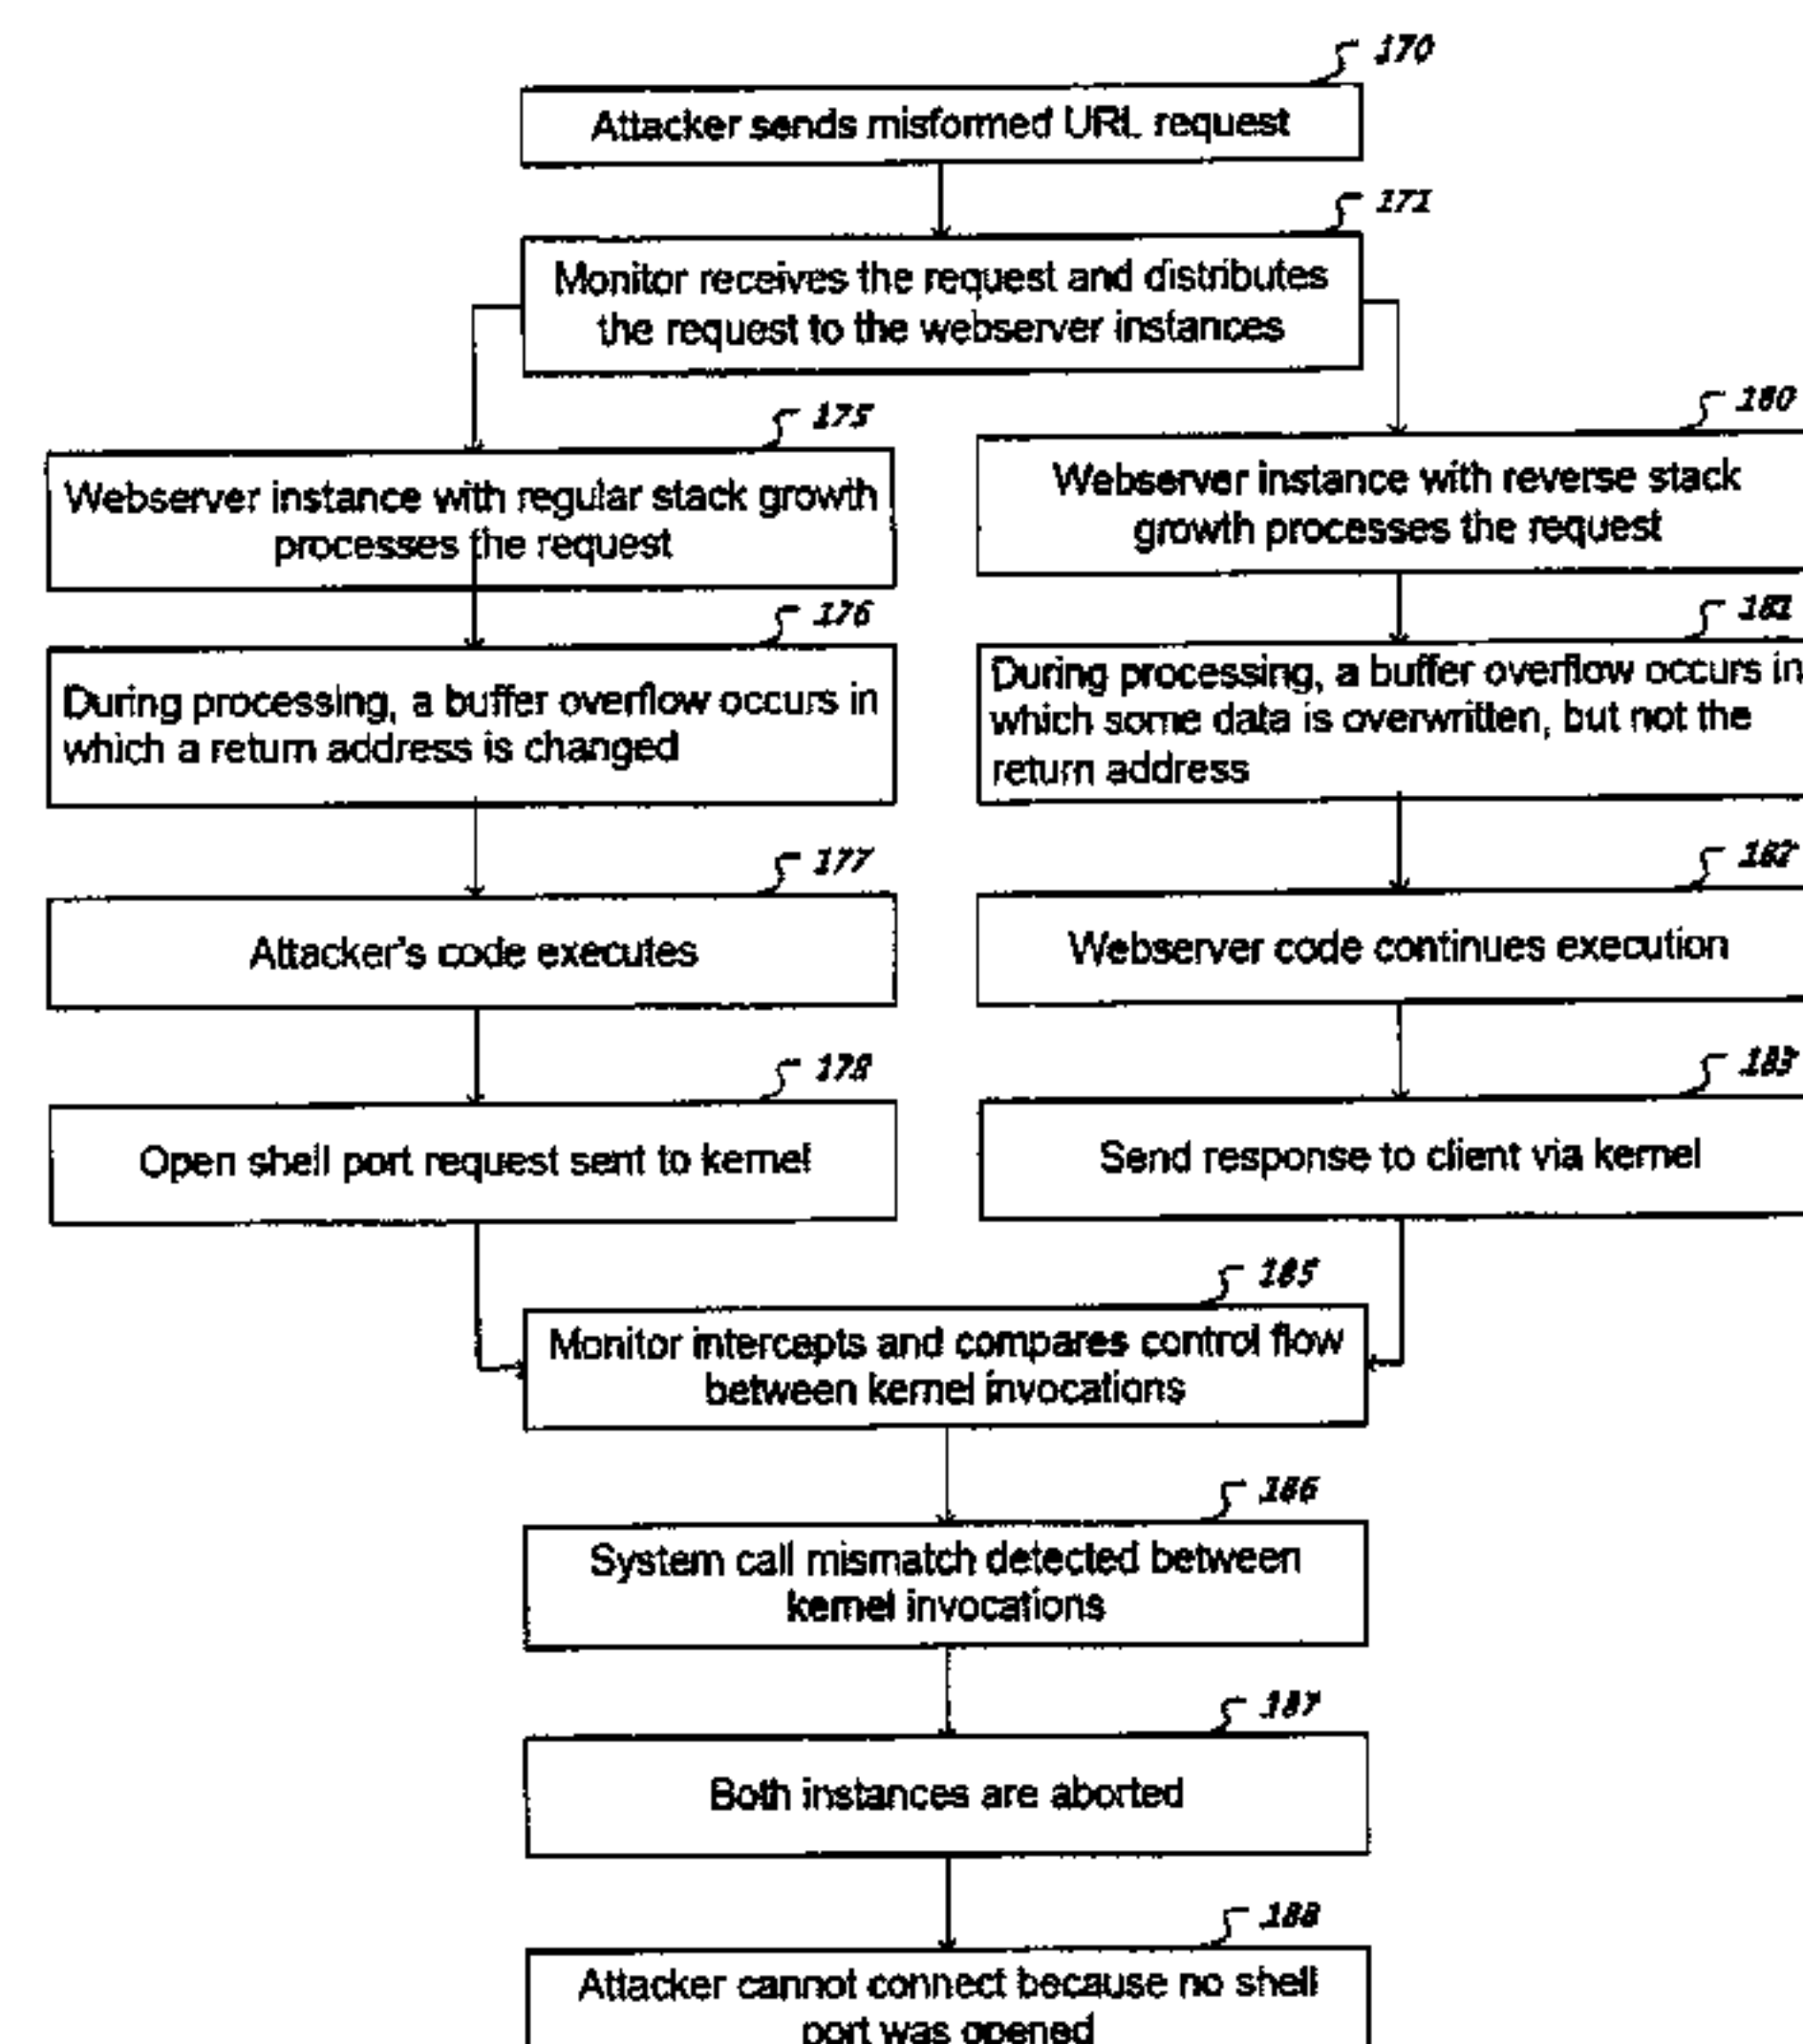 170
Attacker sends misformed URL request
171
Monitor receives the request and distributes
the request to the webserver instances
175
Webserver instance with regular stack growth
processes the request
180
Webserver instance with reverse stack
growth processes the request
176
During processing, a buffer overflow occurs in
which a return address is changed
181
During processing, a buffer overflow occurs in
which some data is overwritten, but not the
return address
177
Attacker's code executes
182
Webserver code continues execution
178
Open shell port request sent to kernel
183
Send response to client via kernel
185
Monitor intercepts and compares control flow
between kernel invocations
186
System call mismatch detected between
kernel invocations
187
Both instances are aborted
188
Attacker cannot connect because no shell
port was opened